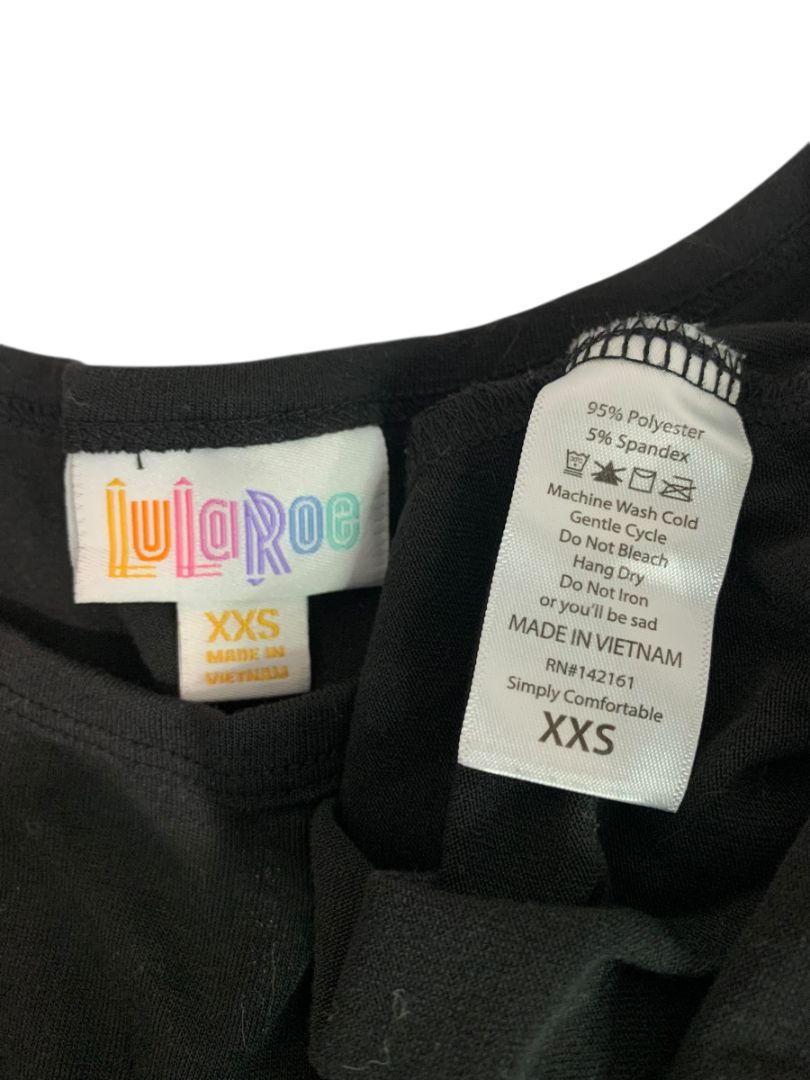 LuLaRoe
XXS
MADE IN
VIETNAM
95% Polyester
5% Spandex
Machine Wash Cold
Gentle Cycle
Do Not Bleach
Hang Dry
Do Not Iron
or you'll be sad
MADE IN VIETNAM
RN#142161
Simply Comfortable
XXS